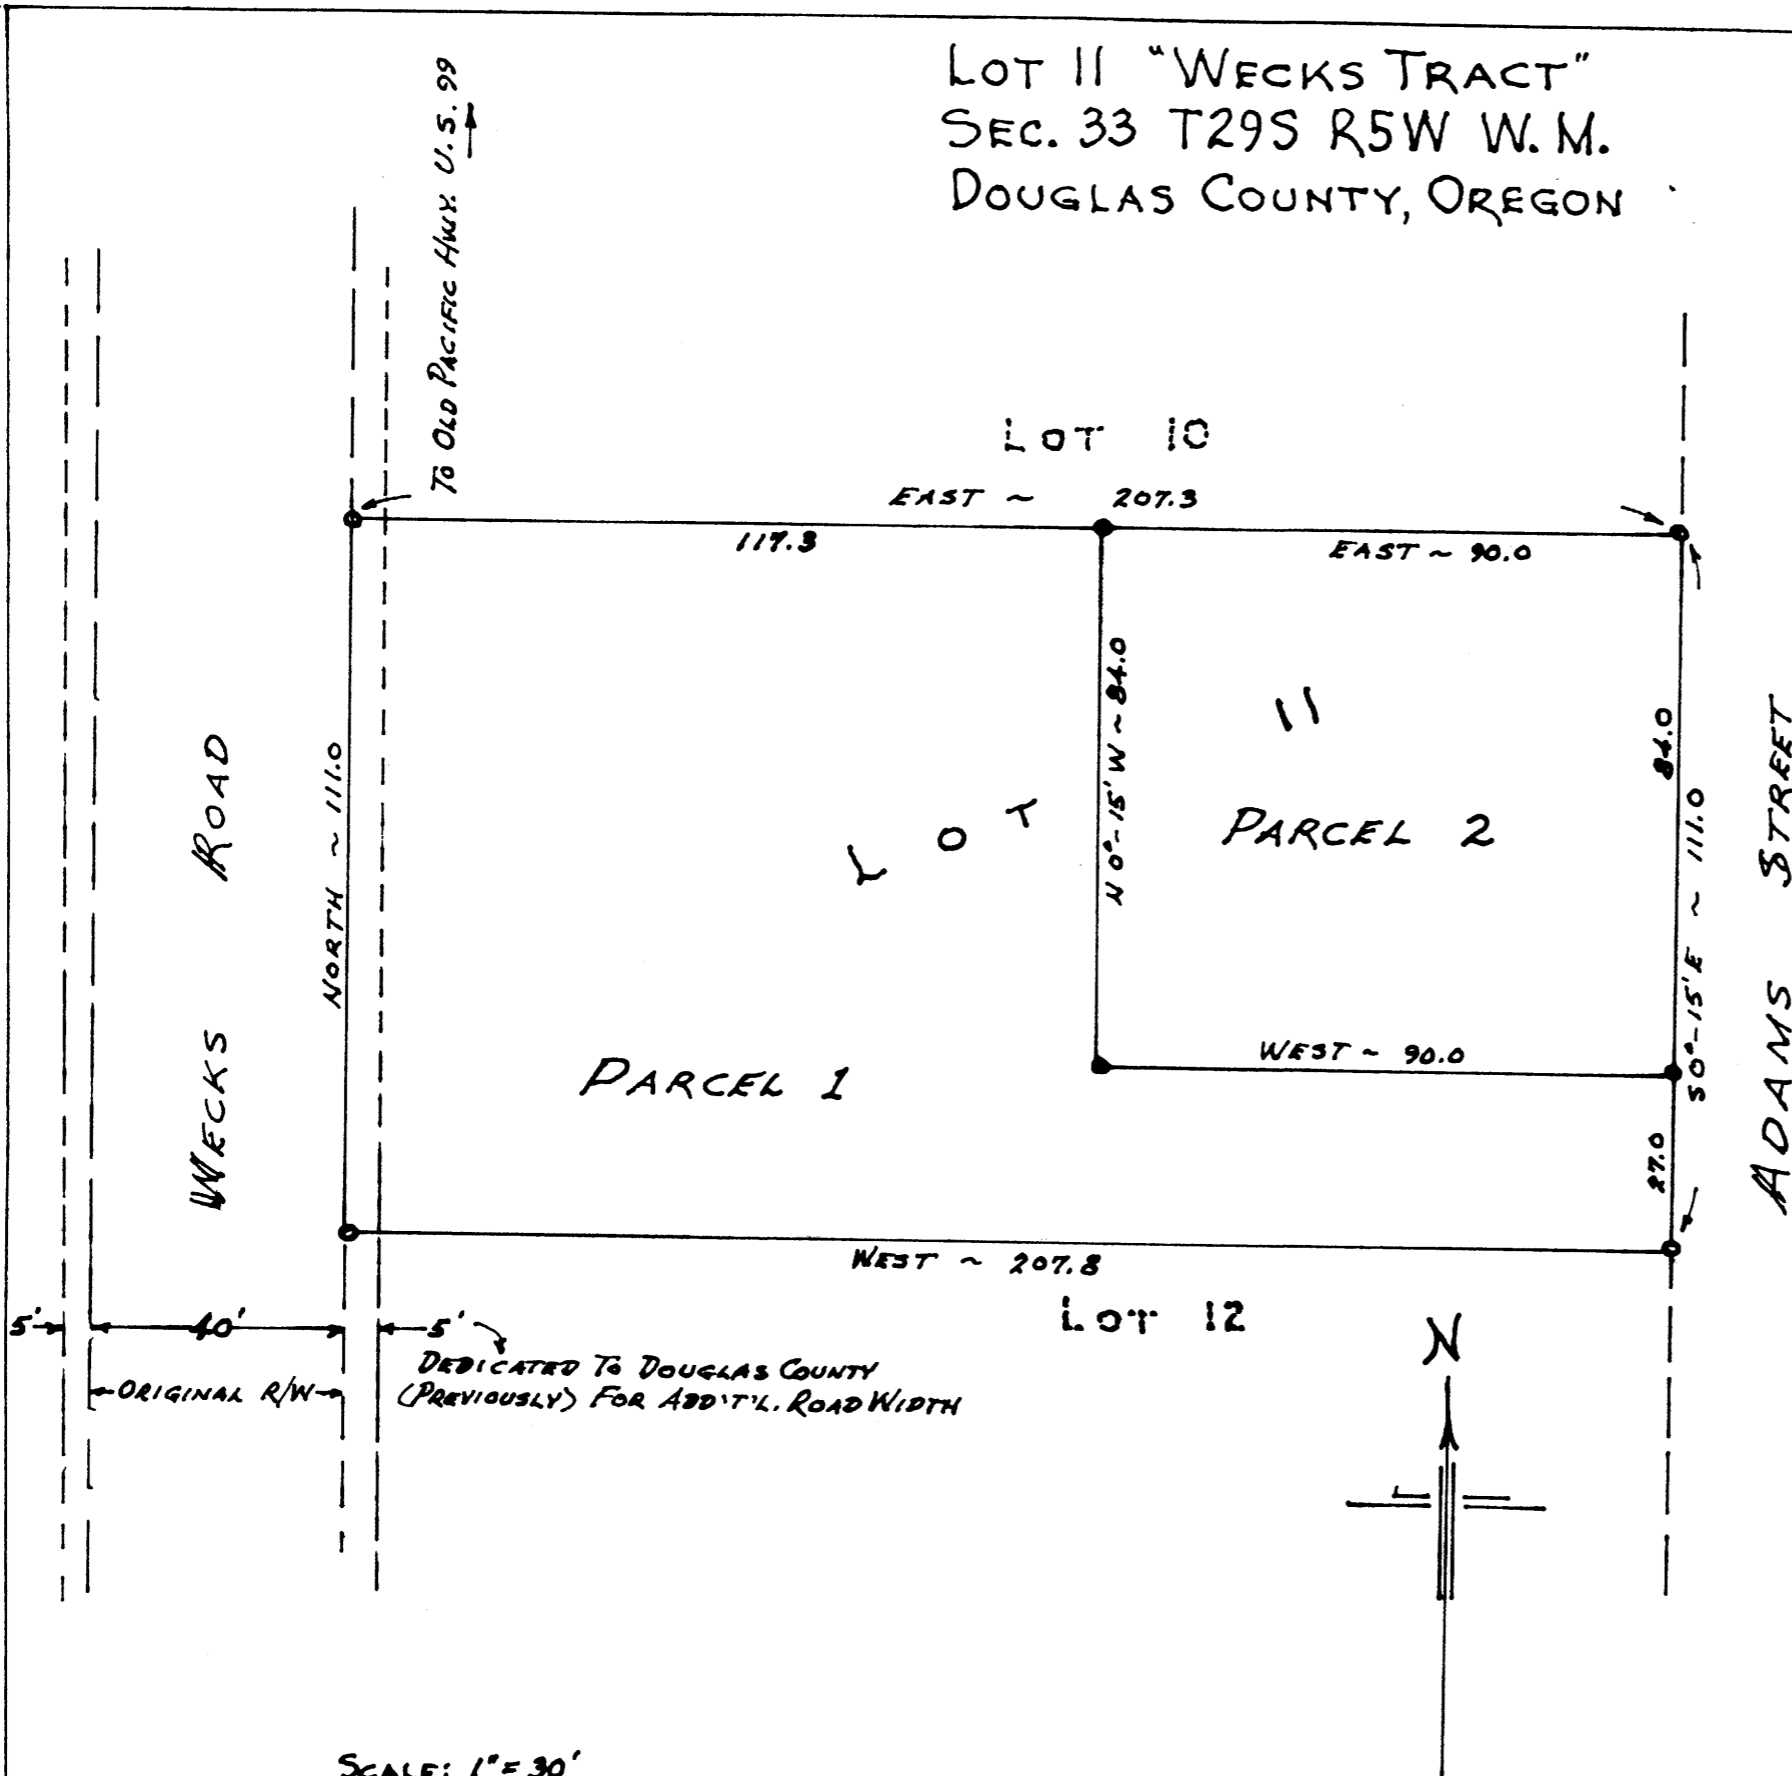 LOT 11 "WECKS TRACT"
SEC. 33 T29S R5W W.M.
DOUGLAS COUNTY, OREGON
TO OLD PACIFIC HWY. U.S. 99
LOT 10
EAST ~ 207.3
117.3
EAST ~ 90.0
NORTH ~ 111.0
N 0°-15' W ~ 84.0
84.0
S 0°-15' E ~ 111.0
LOT 11
PARCEL 2
WECKS ROAD
ADAMS STREET
WEST ~ 90.0
PARCEL 1
27.0
WEST ~ 207.8
LOT 12
5'
40'
5'
N
DEDICATED TO DOUGLAS COUNTY
ORIGINAL R/W
(PREVIOUSLY) FOR ADD'T'L. ROAD WIDTH
SCALE: 1" = 30'